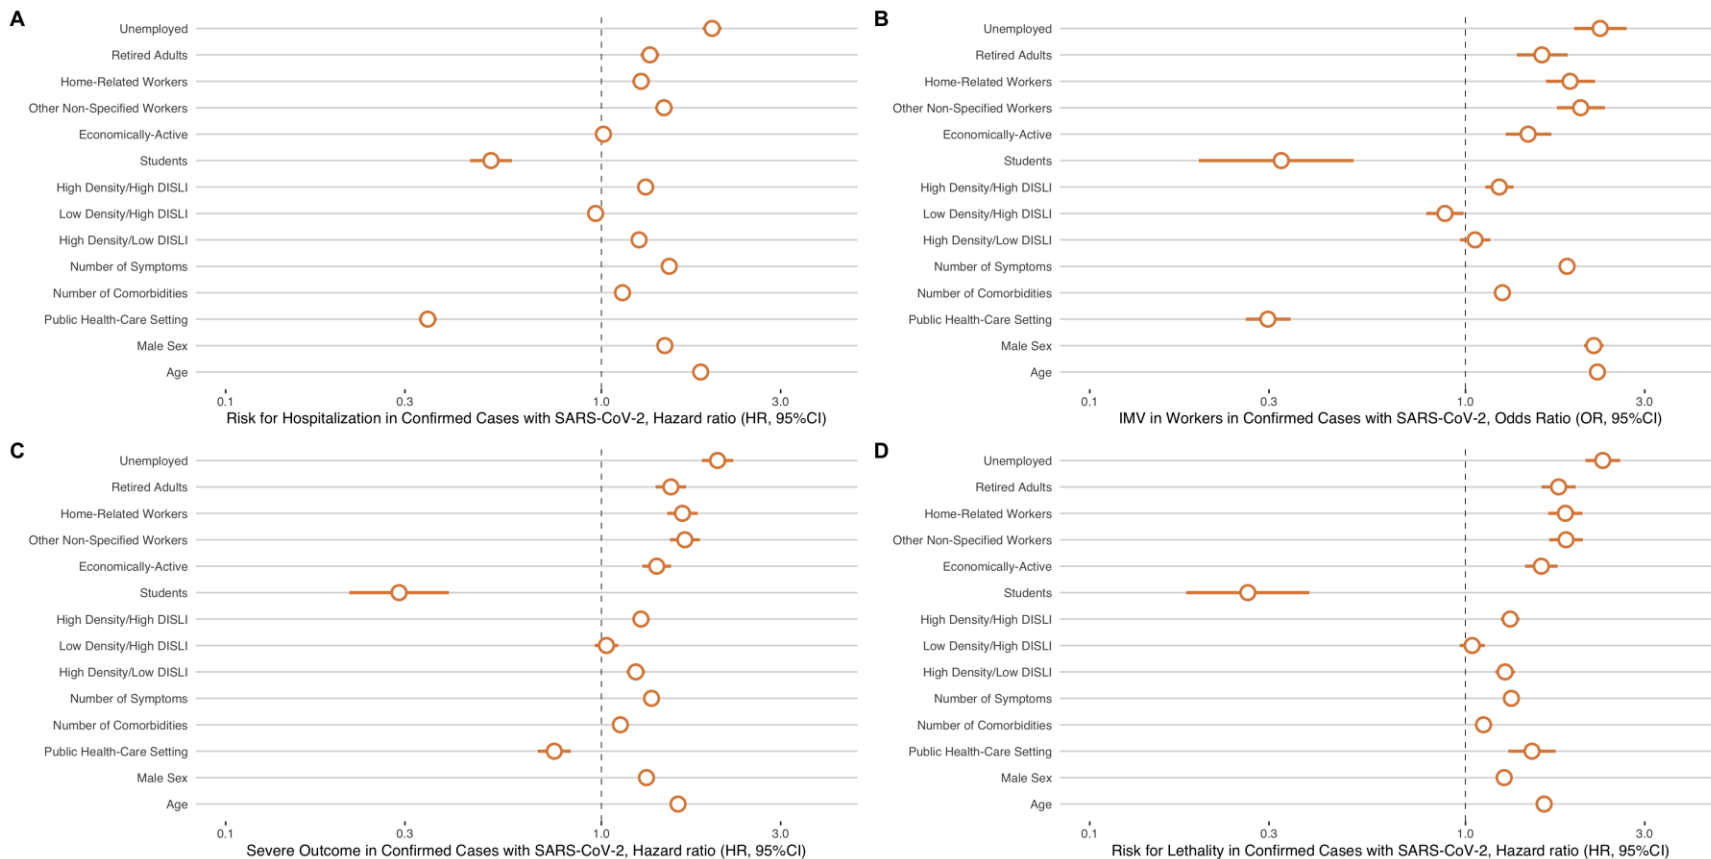 A
Unemployed
Retired Adults
Home-Related Workers
Other Non-Specified Workers
Economically-Active
Students
High Density/High DISLI
Low Density/High DISLI
High Density/Low DISLI
Number of Symptoms
Number of Comorbidities
Public Health-Care Setting
Male Sex
Age
0.1 0.3 1.0 3.0
Risk for Hospitalization in Confirmed Cases with SARS-CoV-2, Hazard ratio (HR, 95%CI)
B
Unemployed
Retired Adults
Home-Related Workers
Other Non-Specified Workers
Economically-Active
Students
High Density/High DISLI
Low Density/High DISLI
High Density/Low DISLI
Number of Symptoms
Number of Comorbidities
Public Health-Care Setting
Male Sex
Age
0.1 0.3 1.0 3.0
IMV in Workers in Confirmed Cases with SARS-CoV-2, Odds Ratio (OR, 95%CI)
C
Unemployed
Retired Adults
Home-Related Workers
Other Non-Specified Workers
Economically-Active
Students
High Density/High DISLI
Low Density/High DISLI
High Density/Low DISLI
Number of Symptoms
Number of Comorbidities
Public Health-Care Setting
Male Sex
Age
0.1 0.3 1.0 3.0
Severe Outcome in Confirmed Cases with SARS-CoV-2, Hazard ratio (HR, 95%CI)
D
Unemployed
Retired Adults
Home-Related Workers
Other Non-Specified Workers
Economically-Active
Students
High Density/High DISLI
Low Density/High DISLI
High Density/Low DISLI
Number of Symptoms
Number of Comorbidities
Public Health-Care Setting
Male Sex
Age
0.1 0.3 1.0 3.0
Risk for Lethality in Confirmed Cases with SARS-CoV-2, Hazard ratio (HR, 95%CI)